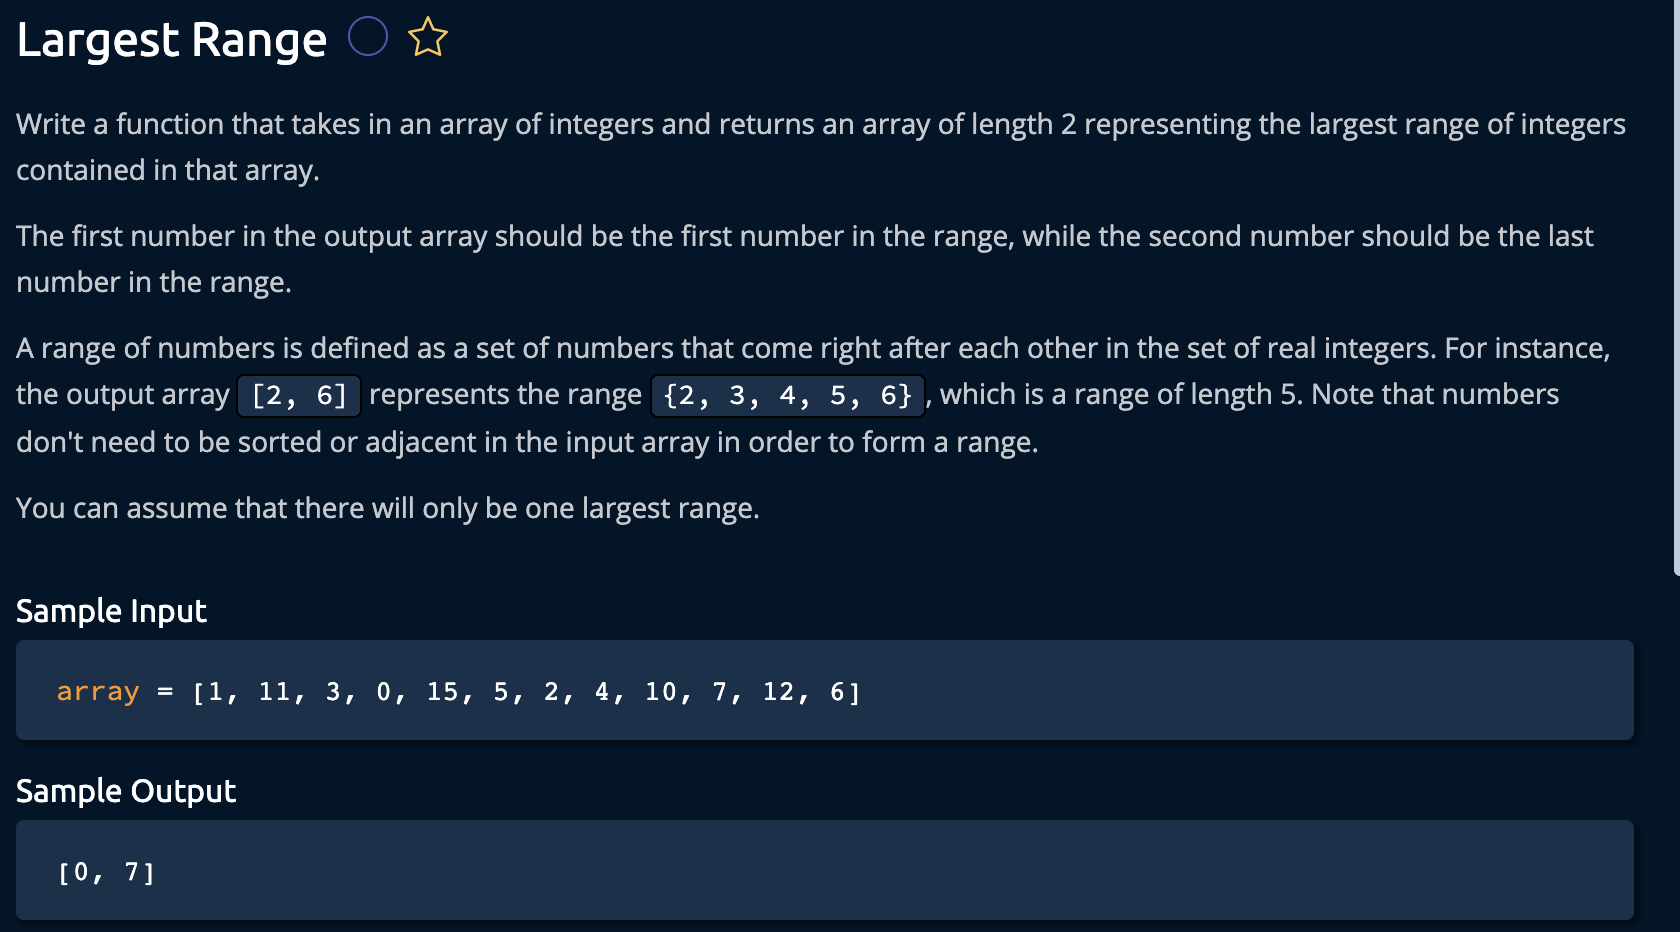 Largest Range
Write a function that takes in an array of integers and returns an array of length 2 representing the largest range of integers
contained in that array.
The first number in the output array should be the first number in the range, while the second number should be the last
number in the range.
A range of numbers is defined as a set of numbers that come right after each other in the set of real integers. For instance,
the output array [2, 6] represents the range {2, 3, 4, 5, 6}, which is a range of length 5. Note that numbers
don't need to be sorted or adjacent in the input array in order to form a range.
You can assume that there will only be one largest range.
Sample Input
array = [1, 11, 3, 0, 15, 5, 2, 4, 10, 7, 12, 6]
Sample Output
[0, 7]